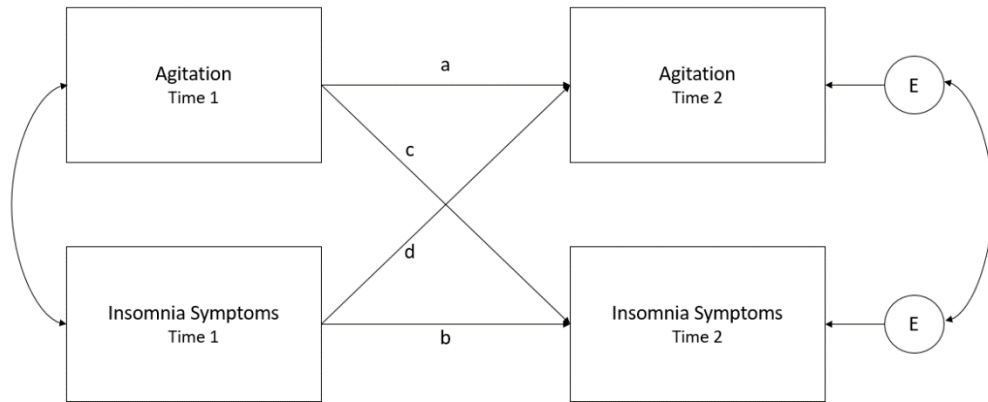 Agitation
Time 1
a
Agitation
Time 2
E
c
d
Insomnia Symptoms
Time 1
b
Insomnia Symptoms
Time 2
E